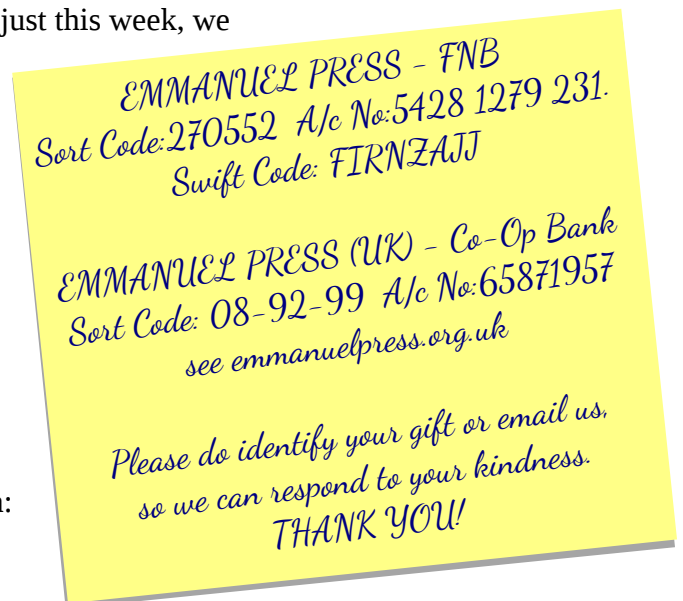 just this week, we
EMMANUEL PRESS - FNB
Sort Code:270552 A/c No:5428 1279 231.
Swift Code: FIRNZAJJ
EMMANUEL PRESS (UK) - Co-Op Bank
Sort Code: 08-92-99 A/c No:65871957
see emmanuelpress.org.uk
Please do identify your gift or email us,
so we can respond to your kindness.
THANK YOU!